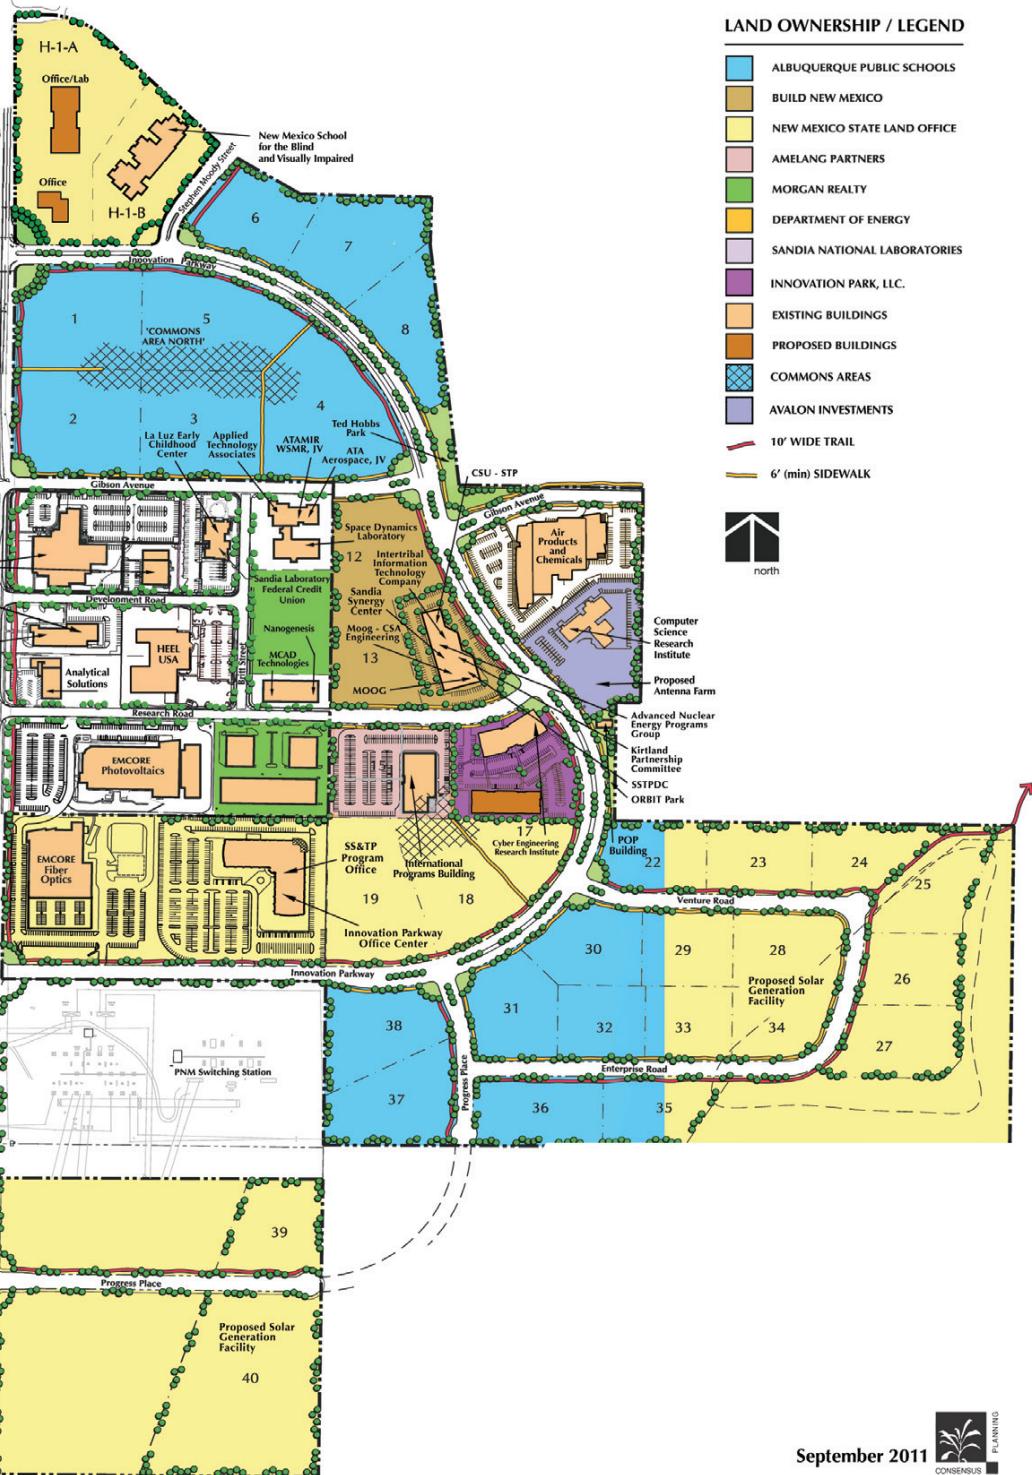 LAND OWNERSHIP / LEGEND
ALBUQUERQUE PUBLIC SCHOOLS
BUILD NEW MEXICO
NEW MEXICO STATE LAND OFFICE
AMELANG PARTNERS
MORGAN REALTY
DEPARTMENT OF ENERGY
SANDIA NATIONAL LABORATORIES
INNOVATION PARK, LLC.
EXISTING BUILDINGS
PROPOSED BUILDINGS
COMMONS AREAS
AVALON INVESTMENTS
10' WIDE TRAIL
6' (min) SIDEWALK
north
H-1-A
Office/Lab
New Mexico School
for the Blind
and Visually Impaired
Office
H-1-B
Stephen Moody Street
6
7
8
Innovation Parkway
1
5
'COMMONS
AREA NORTH'
2
3
4
La Luz Early
Childhood
Center
Applied
Technology
Associates
ATAMIR
WSMR, JV
ATA
Aerospace, JV
Ted Hobbs
Park
CSU - STP
Gibson Avenue
Gibson Avenue
Space Dynamics
Laboratory
12
Intertribal
Information
Technology
Company
Air
Products
and
Chemicals
Sandia Laboratory
Federal Credit
Union
Sandia
Synergy
Center
Development Road
Nanogenesis
Moog - CSA
Engineering
Computer
Science
Research
Institute
HEEL
USA
Britt Street
MCAD
Technologies
13
Analytical
Solutions
MOOG
Proposed
Antenna Farm
Research Road
Advanced Nuclear
Energy Programs
Group
Kirtland
Partnership
Committee
SSTPDC
ORBIT Park
EMCORE
Photovoltaics
15
17
Cyber Engineering
Research Institute
POP
Building
22
23
24
25
EMCORE
Fiber
Optics
SS&TP
Program
Office
International
Programs Building
19
18
Venture Road
Innovation Parkway
Office Center
30
29
28
26
Innovation Parkway
Proposed Solar
Generation
Facility
31
32
33
34
27
38
PNM Switching Station
Enterprise Road
Progress Place
37
36
35
39
Progress Place
Proposed Solar
Generation
Facility
40
September 2011
CONSENSUS
PLANNING